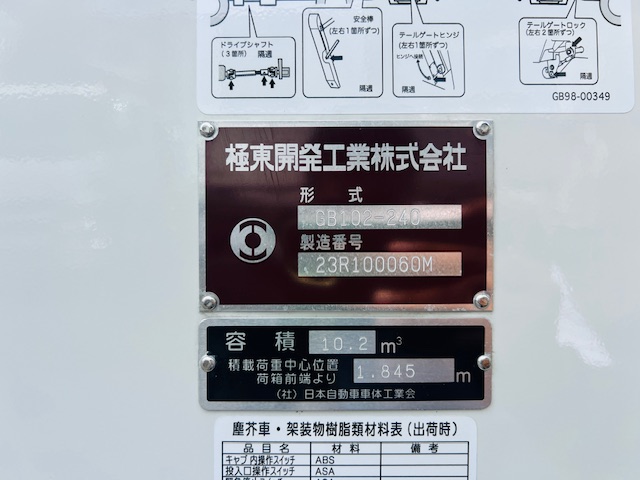 ドライブシャフト
(3箇所) 隔週
安全棒
(左右1箇所ずつ)
隔週
テールゲートヒンジ
(左右1箇所ずつ)
隔週
テールゲートロック
(左右2箇所ずつ)
隔週
GB98-00349
極東開発工業株式会社
形式
GB102-240
製造番号
23R100060M
容積 10.2 m³
積載荷重中心位置
荷箱前端より 1.845 m
(社)日本自動車車体工業会
塵芥車・架装物樹脂類材料表(出荷時)
品目名 材料 備考
キャブ内操作スイッチ ABS
投入口操作スイッチ ASA